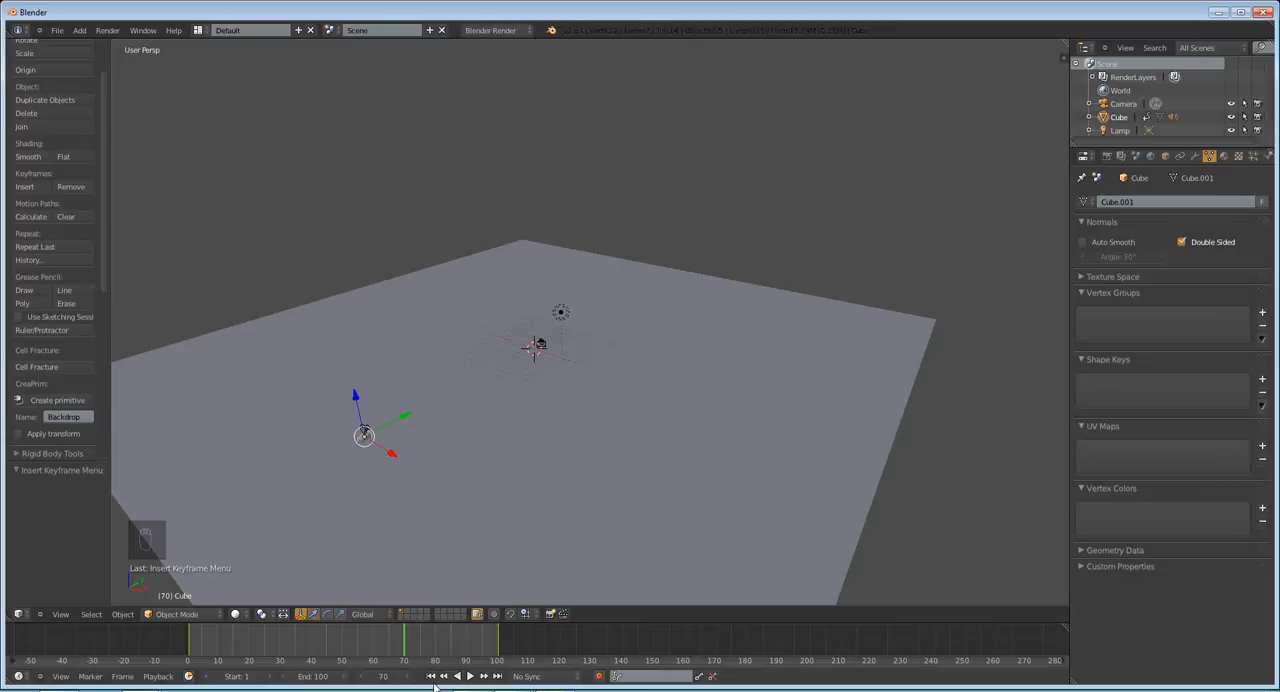 Blender
File Add Render Window Help Default Scene Blender Render
User Persp
Scale
Origin
Object:
Duplicate Objects
Delete
Join
Shading:
Smooth Flat
Keyframes:
Insert Remove
Motion Paths:
Calculate Clear
Repeat:
Repeat Last
History...
Grease Pencil:
Draw Line
Poly Erase
Use Sketching Sessi
Ruler/Protractor
Cell Fracture:
Cell Fracture
CreaPrim:
Create primitive
Name: Backdrop
Apply transform
Rigid Body Tools
Insert Keyframe Menu
Last: Insert Keyframe Menu
(70) Cube
View Select Object Object Mode Global
-50 -40 -30 -20 -10 0 10 20 30 40 50 60 70 80 90 100 110 120 130 140 150 160 170 180 190 200 210 220 230 240 250 260 270 280
View Marker Frame Playback Start: 1 End: 100 70 No Sync
View Search All Scenes
Scene
RenderLayers
World
Camera
Cube
Lamp
Cube Cube.001
Cube.001 F
Normals
Auto Smooth Double Sided
Angle: 30°
Texture Space
Vertex Groups
Shape Keys
UV Maps
Vertex Colors
Geometry Data
Custom Properties